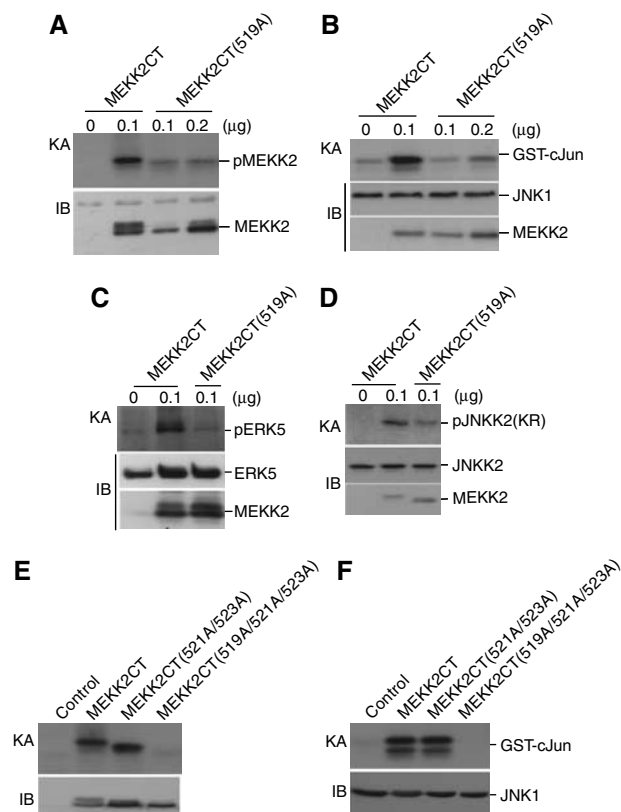 A
MEKK2CT
MEKK2CT(519A)
0 0.1 0.1 0.2 (μg)
KA
pMEKK2
IB
MEKK2
B
MEKK2CT
MEKK2CT(519A)
0 0.1 0.1 0.2 (μg)
KA
GST-cJun
JNK1
IB
MEKK2
C
MEKK2CT
MEKK2CT(519A)
0 0.1 0.1 (μg)
KA
pERK5
ERK5
IB
MEKK2
D
MEKK2CT
MEKK2CT(519A)
0 0.1 0.1 (μg)
KA
pJNKK2(KR)
JNKK2
IB
MEKK2
E
Control
MEKK2CT
MEKK2CT(521A/523A)
MEKK2CT(519A/521A/523A)
KA
IB
F
Control
MEKK2CT
MEKK2CT(521A/523A)
MEKK2CT(519A/521A/523A)
KA
GST-cJun
IB
JNK1